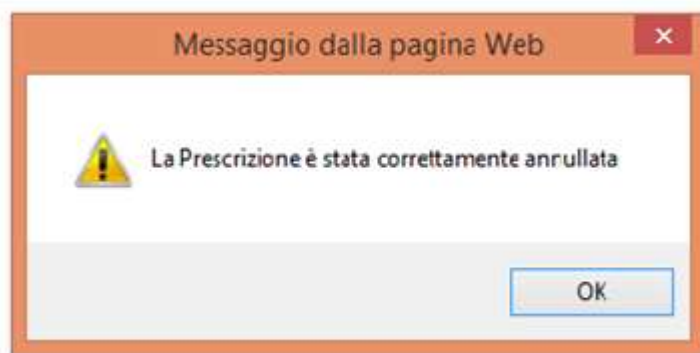 Messaggio dalla pagina Web
La Prescrizione è stata correttamente annullata
OK